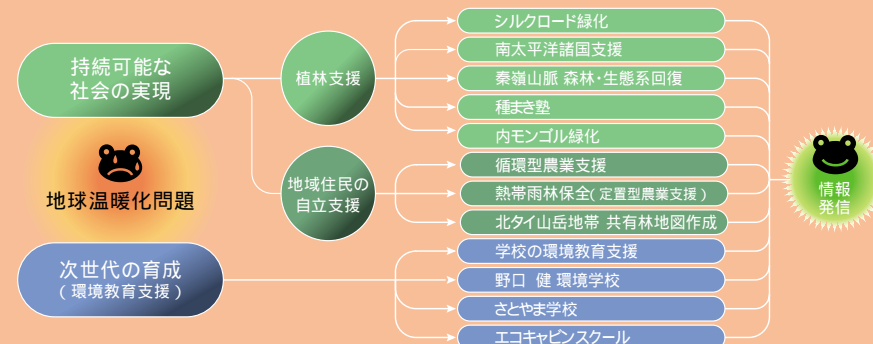 持続可能な
社会の実現
地球温暖化問題
次世代の育成
(環境教育支援)
植林支援
地域住民の
自立支援
シルクロード緑化
南太平洋諸国支援
秦嶺山脈 森林・生態系回復
種まき塾
内モンゴル緑化
循環型農業支援
熱帯雨林保全(定置型農業支援)
北タイ山岳地帯 共有林地図作成
学校の環境教育支援
野口 健 環境学校
さとやま学校
エコキャビンスクール
情報
発信